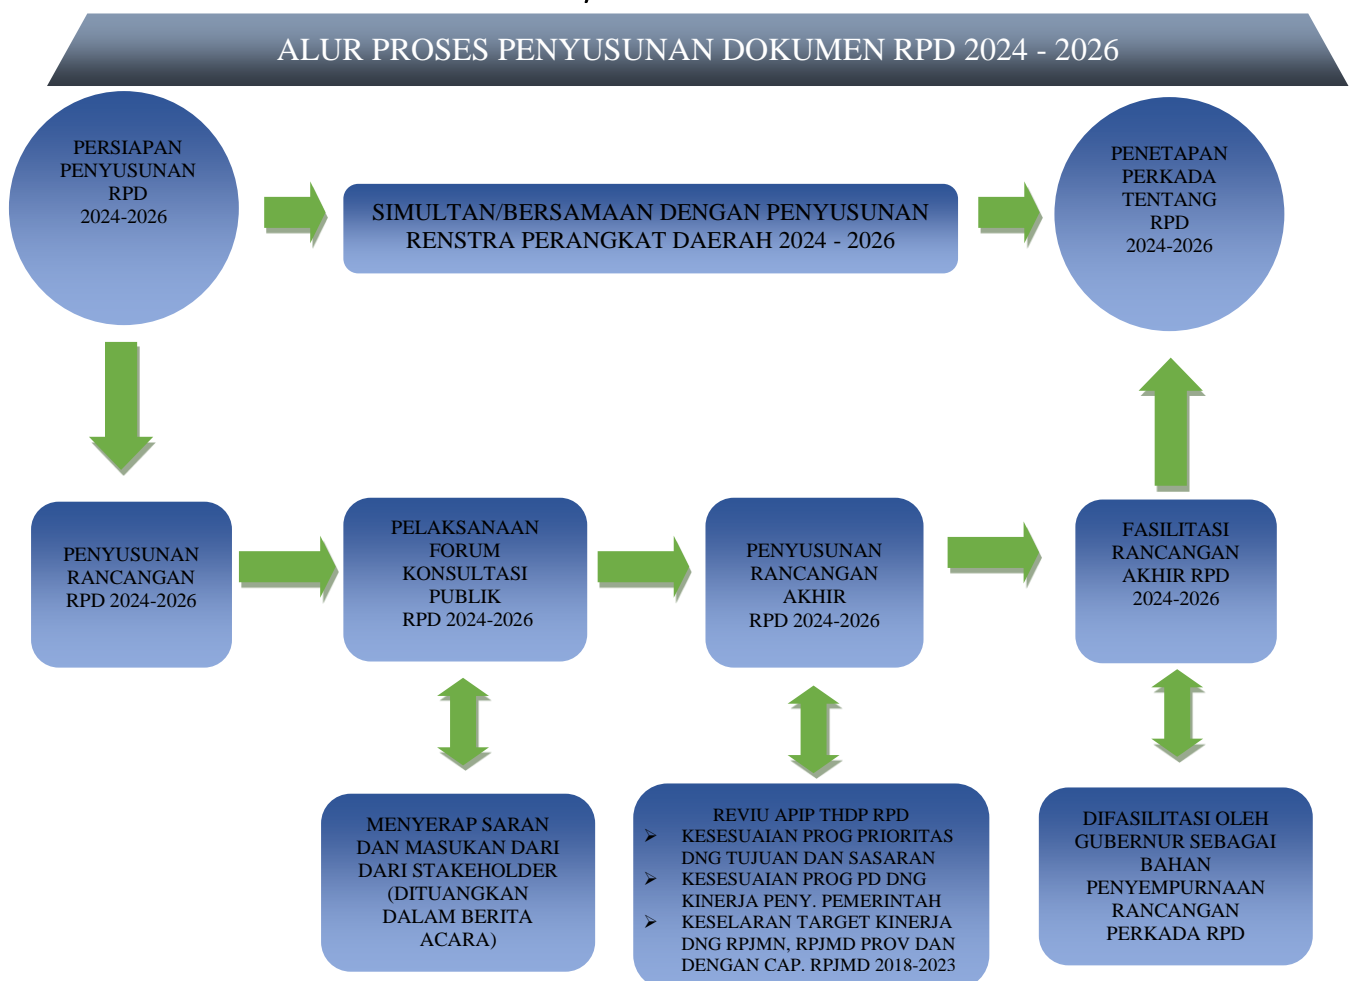 ALUR PROSES PENYUSUNAN DOKUMEN RPD 2024 - 2026
PERSIAPAN
PENYUSUNAN
RPD
2024-2026
SIMULTAN/BERSAMAAN DENGAN PENYUSUNAN
RENSTRA PERANGKAT DAERAH 2024 - 2026
PENETAPAN
PERKADA
TENTANG
RPD
2024-2026
PENYUSUNAN
RANCANGAN
RPD 2024-2026
PELAKSANAAN
FORUM
KONSULTASI
PUBLIK
RPD 2024-2026
PENYUSUNAN
RANCANGAN
AKHIR
RPD 2024-2026
FASILITASI
RANCANGAN
AKHIR RPD
2024-2026
MENYERAP SARAN
DAN MASUKAN DARI
DARI STAKEHOLDER
(DITUANGKAN
DALAM BERITA
ACARA)
REVIU APIP THDP RPD
➢ KESESUAIAN PROG PRIORITAS
DNG TUJUAN DAN SASARAN
➢ KESESUAIAN PROG PD DNG
KINERJA PENY. PEMERINTAH
➢ KESELARAN TARGET KINERJA
DNG RPJMN, RPJMD PROV DAN
DENGAN CAP. RPJMD 2018-2023
DIFASILITASI OLEH
GUBERNUR SEBAGAI
BAHAN
PENYEMPURNAAN
RANCANGAN
PERKADA RPD